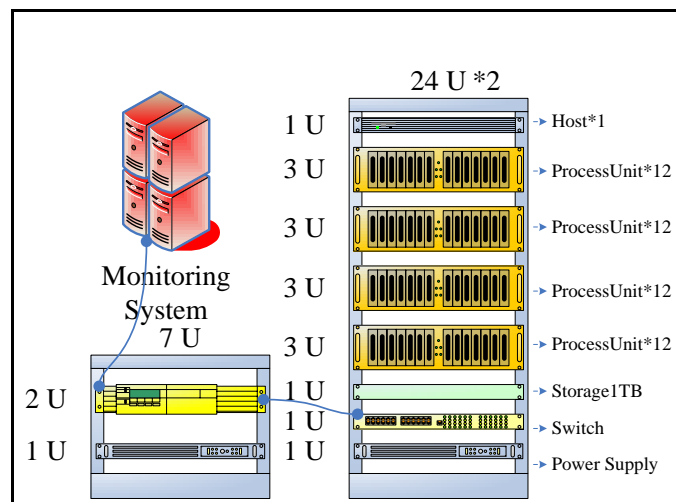 24 U *2
1 U
Host*1
3 U
ProcessUnit*12
3 U
ProcessUnit*12
3 U
ProcessUnit*12
3 U
ProcessUnit*12
1 U
Storage1TB
1 U
Switch
1 U
Power Supply
Monitoring
System
7 U
2 U
1 U